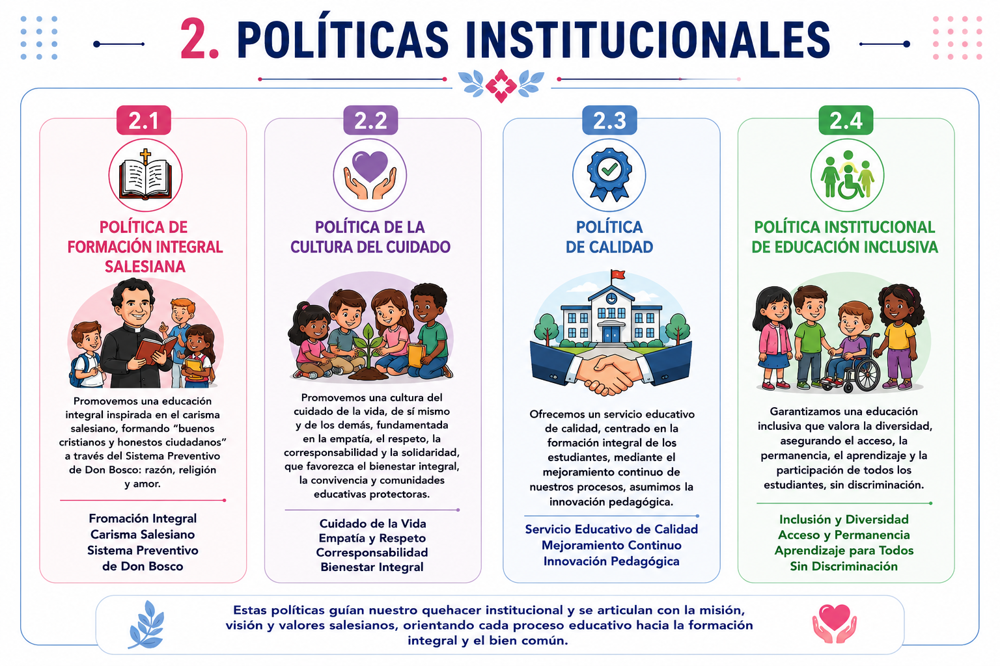 2. POLÍTICAS INSTITUCIONALES
2.1
POLÍTICA DE
FORMACIÓN INTEGRAL
SALESIANA
Promovemos una educación
integral inspirada en el carisma
salesiano, formando “buenos
cristianos y honestos ciudadanos”
a través del Sistema Preventivo
de Don Bosco: razón, religión
y amor.
Fromación Integral
Carisma Salesiano
Sistema Preventivo
de Don Bosco
2.2
POLÍTICA DE LA
CULTURA DEL CUIDADO
Promovemos una cultura del
cuidado de la vida, de sí mismo
y de los demás, fundamentada
en la empatía, el respeto, la
corresponsabilidad y la solidaridad,
que favorezca el bienestar integral,
la convivencia y comunidades
educativas protectoras.
Cuidado de la Vida
Empatía y Respeto
Corresponsabilidad
Bienestar Integral
2.3
POLÍTICA
DE CALIDAD
Ofrecemos un servicio educativo
de calidad, centrado en la
formación integral de los
estudiantes, mediante el
mejoramiento continuo de
nuestros procesos, asumimos la
innovación pedagógica.
Servicio Educativo de Calidad
Mejoramiento Continuo
Innovación Pedagógica
2.4
POLÍTICA INSTITUCIONAL
DE EDUCACIÓN INCLUSIVA
Garantizamos una educación
inclusiva que valora la diversidad,
asegurando el acceso, la
permanencia, el aprendizaje y la
participación de todos los
estudiantes, sin discriminación.
Inclusión y Diversidad
Acceso y Permanencia
Aprendizaje para Todos
Sin Discriminación
Estas políticas guían nuestro quehacer institucional y se articulan con la misión,
visión y valores salesianos, orientando cada proceso educativo hacia la formación
integral y el bien común.